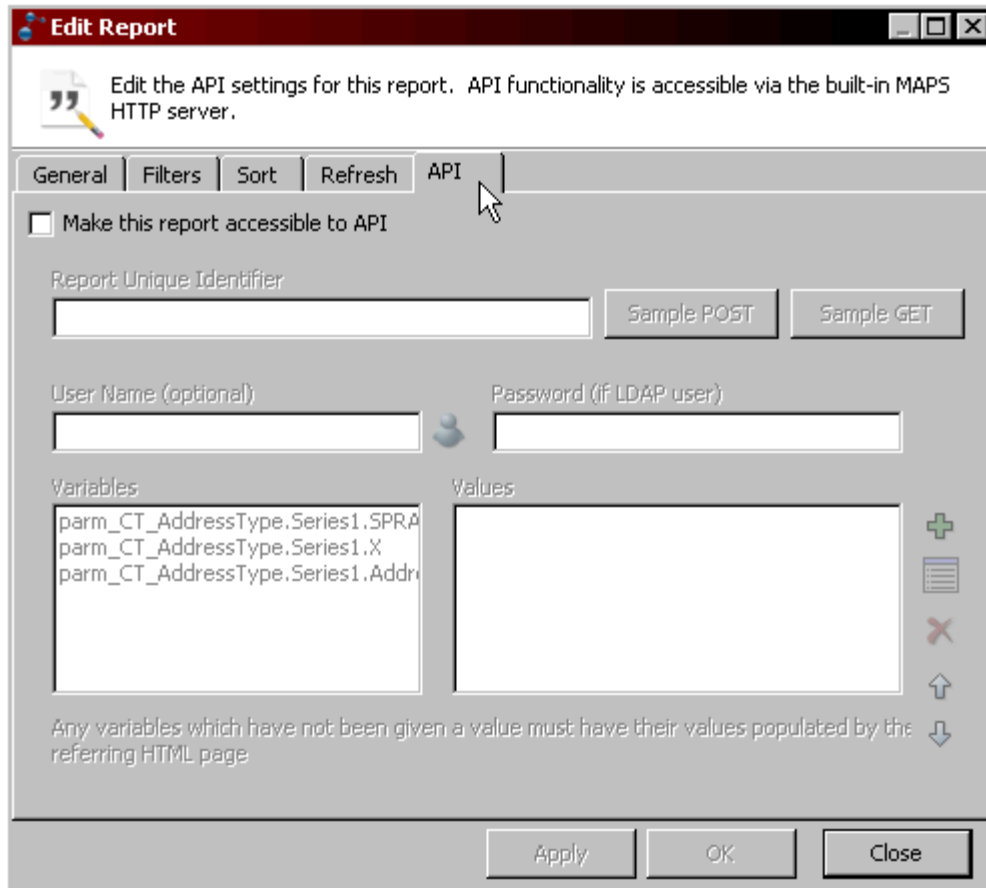 Edit Report
Edit the API settings for this report. API functionality is accessible via the built-in MAPS
HTTP server.
General Filters Sort Refresh API
Make this report accessible to API
Report Unique Identifier
Sample POST Sample GET
User Name (optional) Password (if LDAP user)
Variables Values
parm_CT_AddressType.Series1.SPRA
parm_CT_AddressType.Series1.X
parm_CT_AddressType.Series1.Addre
Any variables which have not been given a value must have their values populated by the
referring HTML page
Apply OK Close